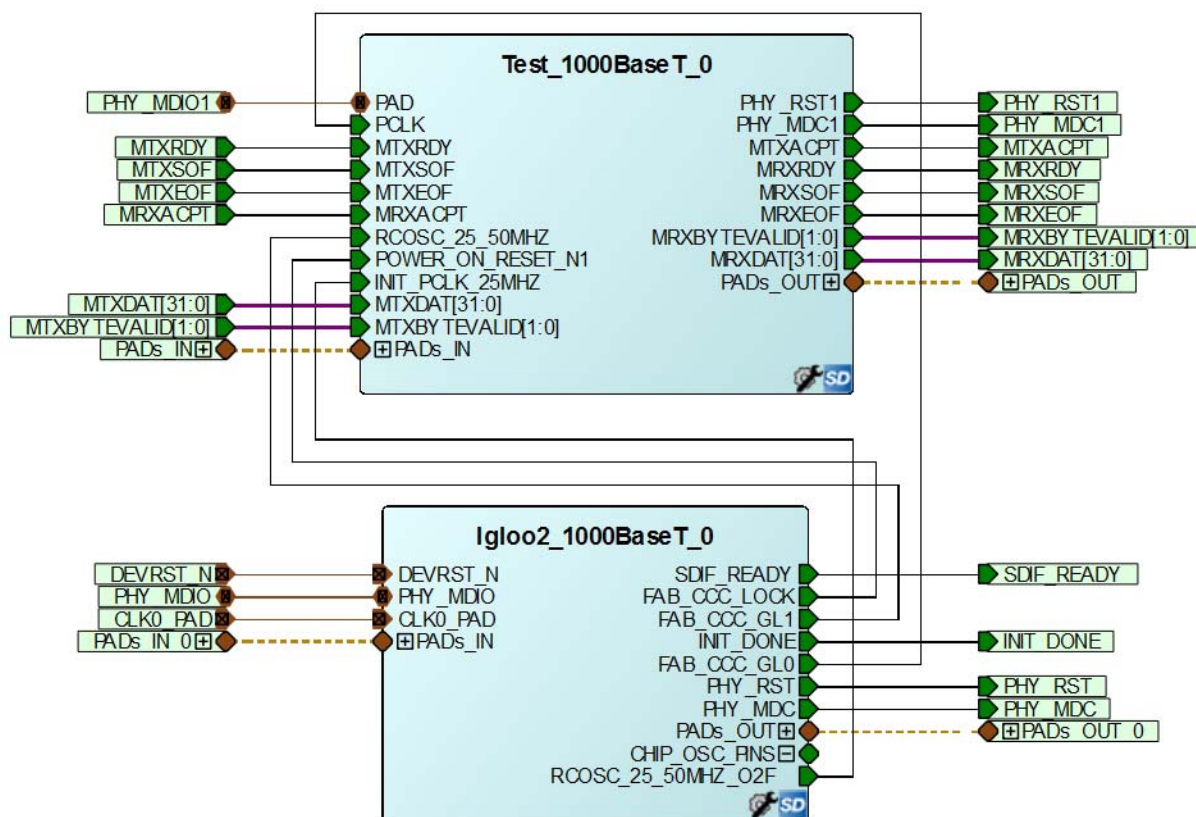 Test_1000BaseT_0
PHY_MDIO1 PAD PHY_RST1 PHY_RST1
PCLK PHY_MDC1 PHY_MDC1
MTXRDY MTXRDY MTXACPT MTXACPT
MTXSOF MTXSOF MRXRDY MRXRDY
MTXEOF MTXEOF MRXSOF MRXSOF
MRXACPT MRXACPT MRXEOF MRXEOF
RCOSC_25_50MHZ MRXBYTEVALID[1:0] MRXBYTEVALID[1:0]
POWER_ON_RESET_N1 MRXDAT[31:0] MRXDAT[31:0]
INIT_PCLK_25MHZ PADs_OUT PADs_OUT
MTXDAT[31:0] MTXDAT[31:0]
MTXBYTEVALID[1:0] MTXBYTEVALID[1:0]
PADs_IN PADs_IN
SD
Igloo2_1000BaseT_0
DEVRST_N DEVRST_N SDIF_READY SDIF_READY
PHY_MDIO PHY_MDIO FAB_CCC_LOCK
CLK0_PAD CLK0_PAD FAB_CCC_GL1
PADs_IN_0 PADs_IN INIT_DONE INIT_DONE
FAB_CCC_GL0
PHY_RST PHY_RST
PHY_MDC PHY_MDC
PADs_OUT PADs_OUT_0
CHIP_OSC_PINS
RCOSC_25_50MHZ_O2F
SD